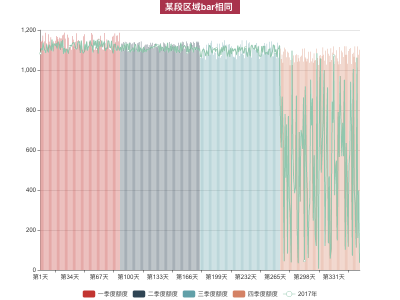 某段区域bar相同
1,200
1,000
800
600
400
200
0
第1天 第34天 第67天 第100天 第133天 第166天 第199天 第232天 第265天 第298天 第331天
一季度额度 二季度额度 三季度额度 四季度额度 2017年